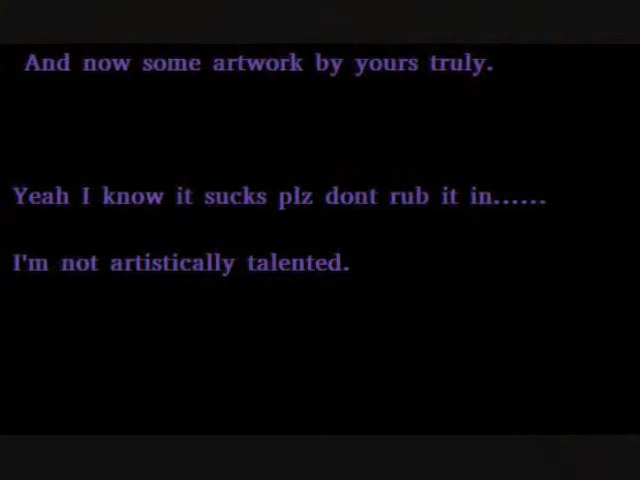 And now some artwork by yours truly.
Yeah I know it sucks plz dont rub it in......
I'm not artistically talented.